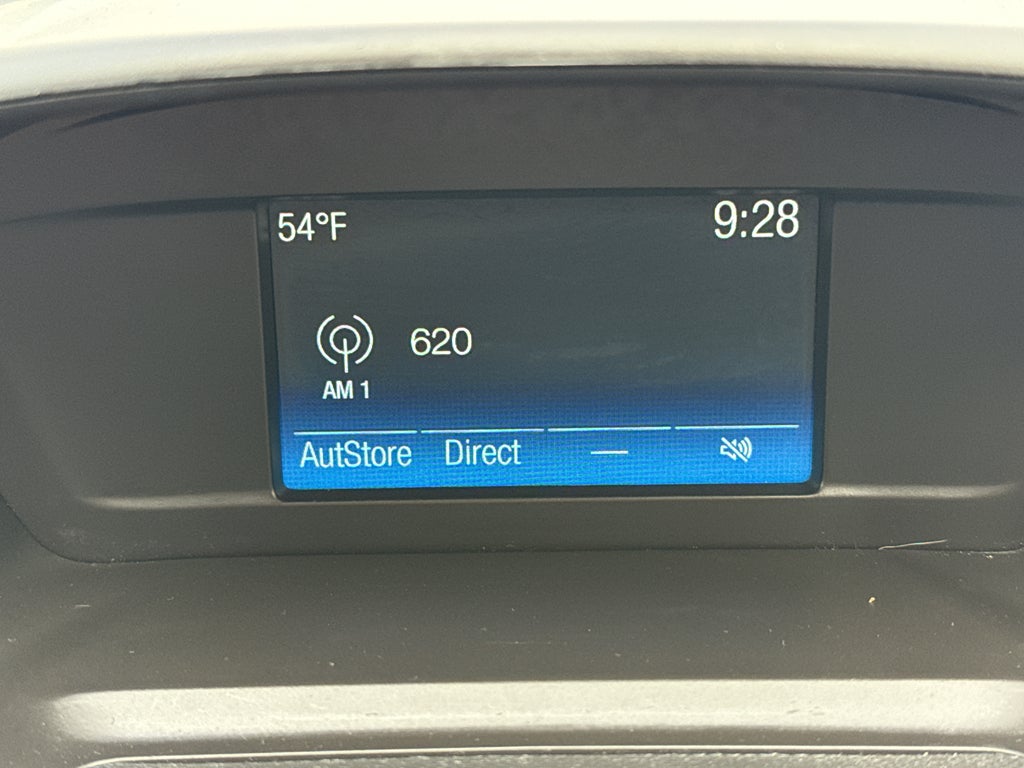 54°F 9:28
620
AM 1
AutStore Direct —